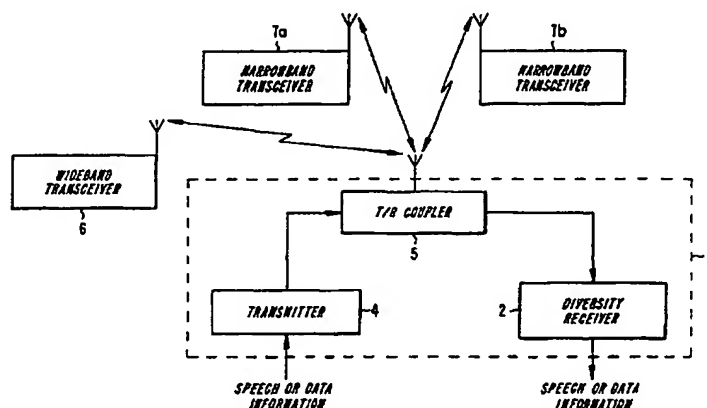 7a
7b
NARROWBAND
TRANSCEIVER
NARROWBAND
TRANSCEIVER
WIDEBAND
TRANSCEIVER
6
T/R COUPLER
5
TRANSMITTER
4
2
DIVERSITY
RECEIVER
SPEECH OR DATA
INFORMATION
SPEECH OR DATA
INFORMATION